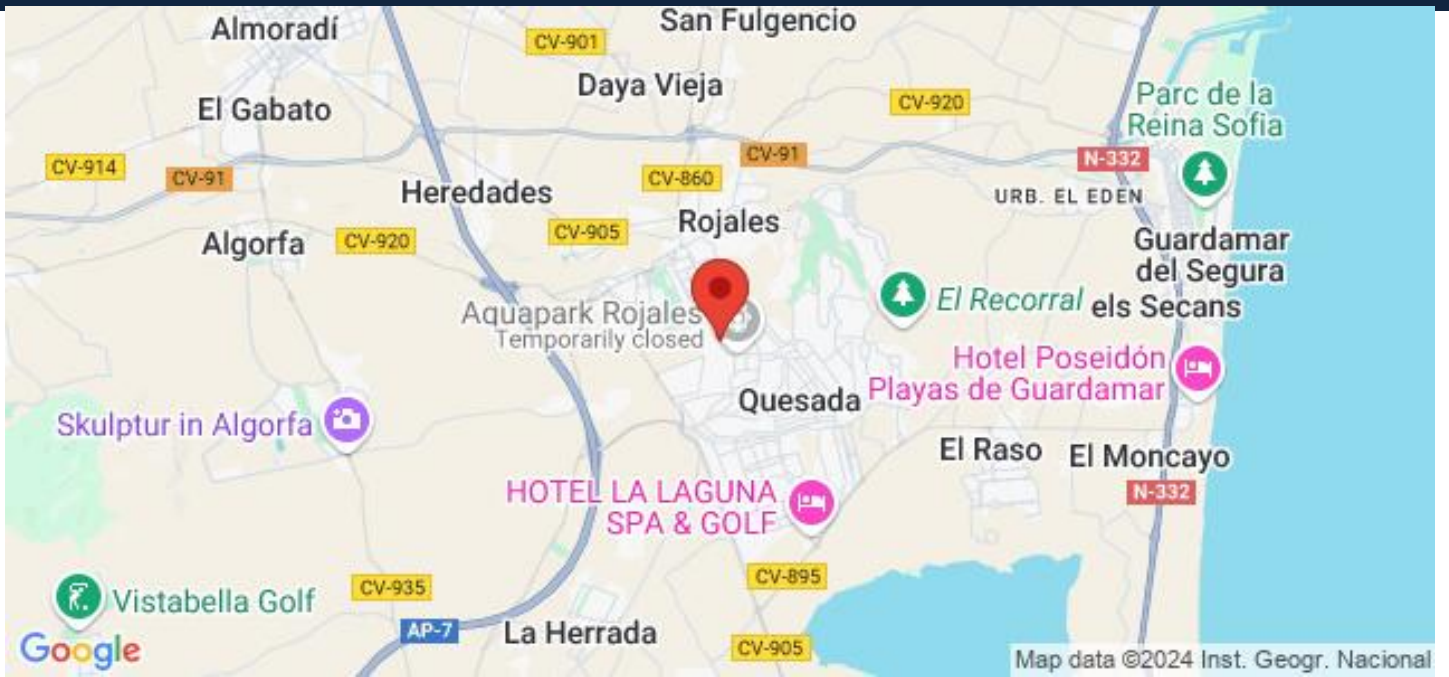 Almoradí
San Fulgencio
CV-901
Daya Vieja
El Gabato
CV-920
Parc de la
Reina Sofia
CV-914
CV-91
CV-91
N-332
CV-860
Heredades
URB. EL EDEN
Rojales
Algorfa
CV-920
CV-905
Guardamar
del Segura
El Recorral
els Secans
Aquapark Rojales
Temporarily closed
Hotel Poseidón
Playas de Guardamar
Quesada
Skulptur in Algorfa
El Raso
El Moncayo
N-332
HOTEL LA LAGUNA
SPA & GOLF
CV-895
CV-935
Vistabella Golf
AP-7
La Herrada
CV-905
Google
Map data ©2024 Inst. Geogr. Nacional